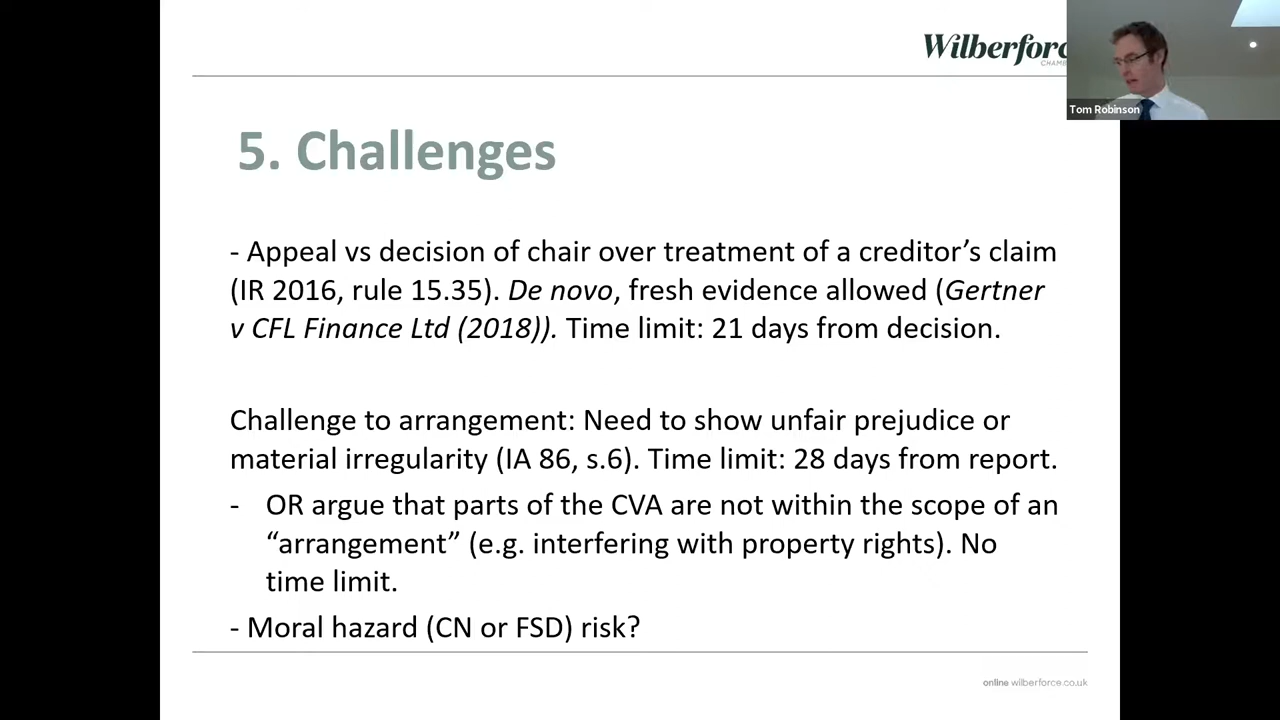 Wilberforc
CHAM
Tom Robinson
5. Challenges
- Appeal vs decision of chair over treatment of a creditor’s claim
(IR 2016, rule 15.35). De novo, fresh evidence allowed (Gertner
v CFL Finance Ltd (2018)). Time limit: 21 days from decision.
Challenge to arrangement: Need to show unfair prejudice or
material irregularity (IA 86, s.6). Time limit: 28 days from report.
- OR argue that parts of the CVA are not within the scope of an
“arrangement” (e.g. interfering with property rights). No
time limit.
- Moral hazard (CN or FSD) risk?
online wilberforce.co.uk